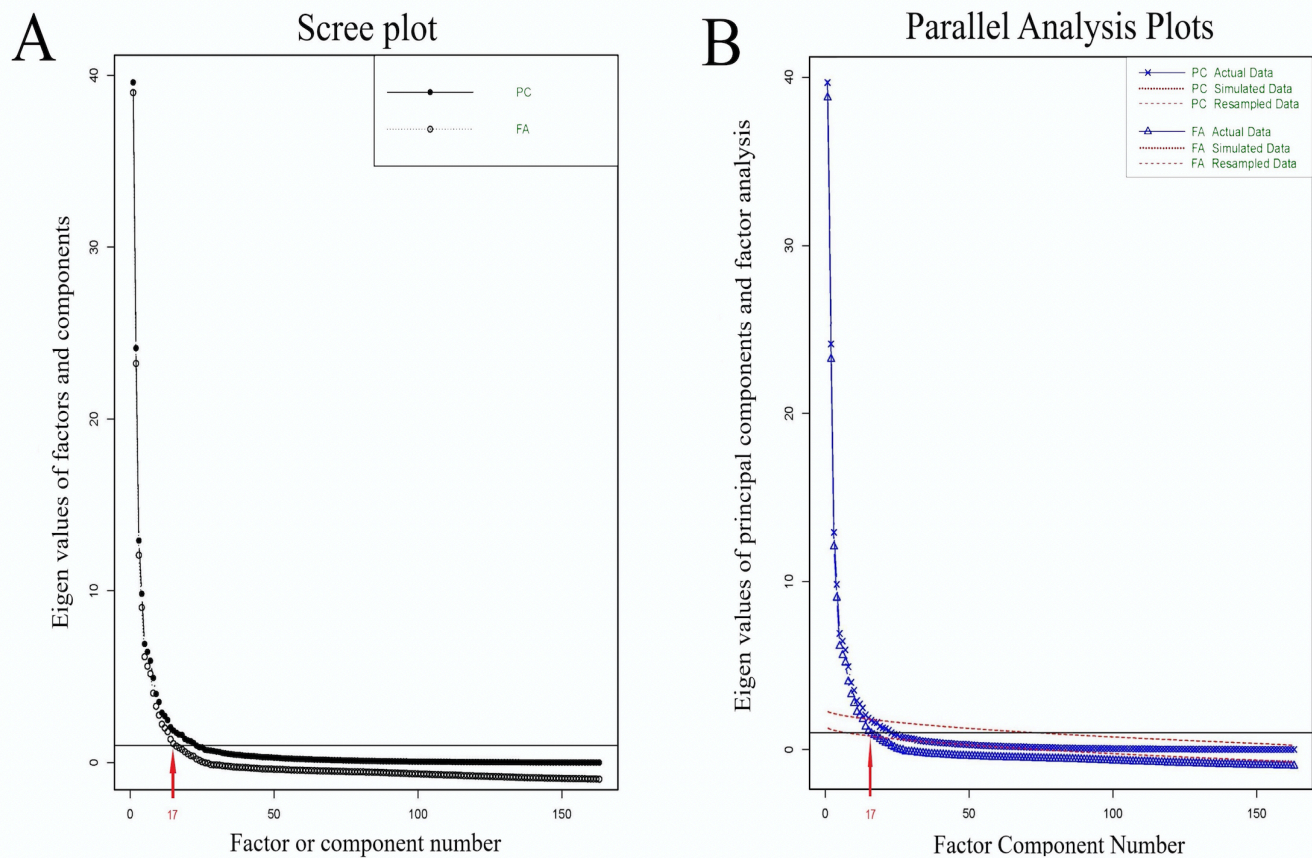 A
Scree plot
PC
FA
Eigen values of factors and components
40
30
20
10
0
0
17
50
100
150
Factor or component number
B
Parallel Analysis Plots
PC Actual Data
PC Simulated Data
PC Resampled Data
FA Actual Data
FA Simulated Data
FA Resampled Data
Eigen values of principal components and factor analysis
40
30
20
10
0
0
17
50
100
150
Factor Component Number